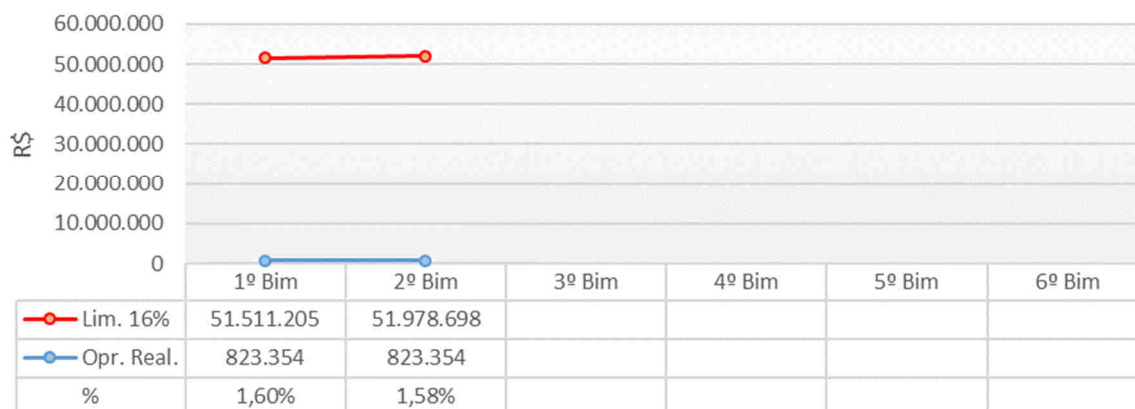 60.000.000
50.000.000
40.000.000
30.000.000
20.000.000
10.000.000
0
R$
1º Bim 2º Bim 3º Bim 4º Bim 5º Bim 6º Bim
Lim. 16% 51.511.205 51.978.698
Opr. Real. 823.354 823.354
% 1,60% 1,58%